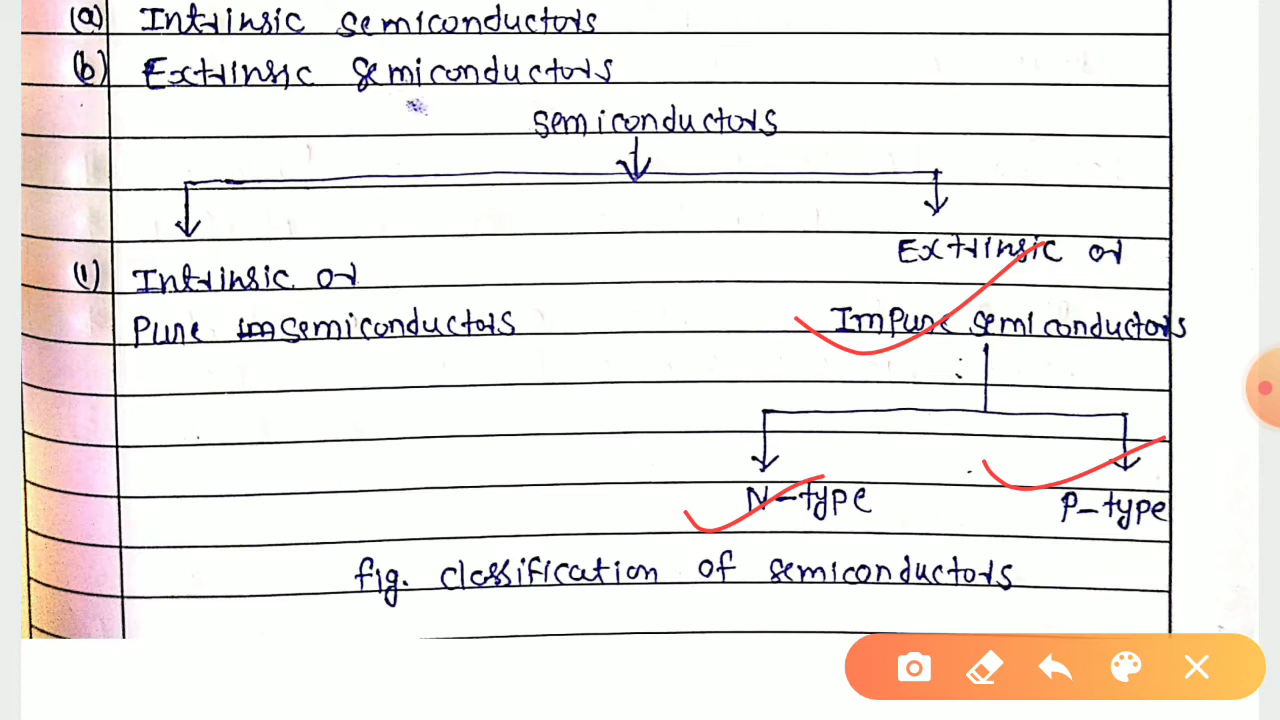 (a) Intrinsic semiconductors
(b) Extrinsic semiconductors
semiconductors
Extrinsic or
(1) Intrinsic or
Pure semiconductors
Impure semiconductors
N-type
P-type
fig. classification of semiconductors